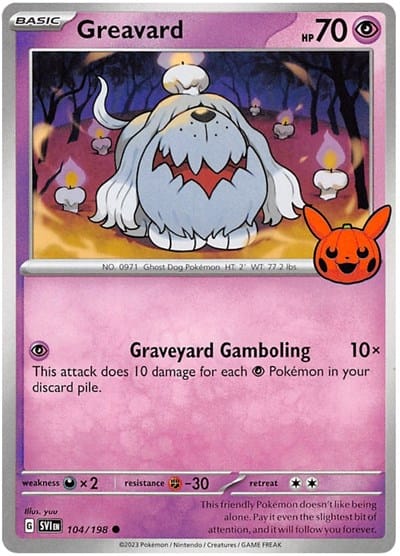 BASIC Greavard HP 70
NO. 0971 Ghost Dog Pokémon HT: 2' WT: 77.2 lbs.
Graveyard Gamboling 10×
This attack does 10 damage for each Pokémon in your
discard pile.
weakness ×2 resistance -30 retreat
Illus. yuu
G SVI EN 104/198
This friendly Pokémon doesn't like being
alone. Pay it even the slightest bit of
attention, and it will follow you forever.
©2023 Pokémon / Nintendo / Creatures / GAME FREAK